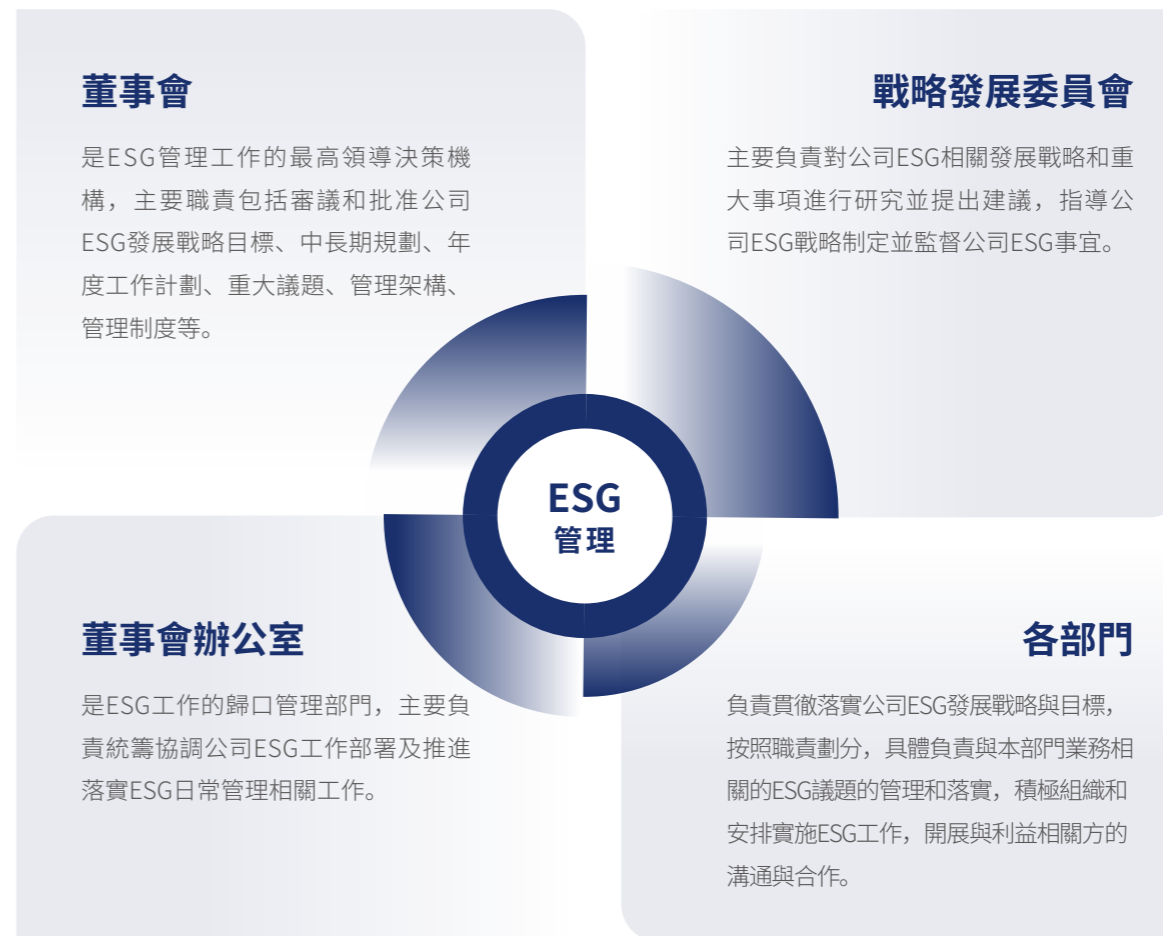 董事會
是ESG管理工作的最高領導決策機
構，主要職責包括審議和批准公司
ESG發展戰略目標、中長期規劃、年
度工作計劃、重大議題、管理架構、
管理制度等。
戰略發展委員會
主要負責對公司ESG相關發展戰略和重
大事項進行研究並提出建議，指導公
司ESG戰略制定並監督公司ESG事宜。
ESG
管理
董事會辦公室
是ESG工作的歸口管理部門，主要負
責統籌協調公司ESG工作部署及推進
落實ESG日常管理相關工作。
各部門
負責貫徹落實公司ESG發展戰略與目標，
按照職責劃分，具體負責與本部門業務相
關的ESG議題的管理和落實，積極組織和
安排實施ESG工作，開展與利益相關方的
溝通與合作。